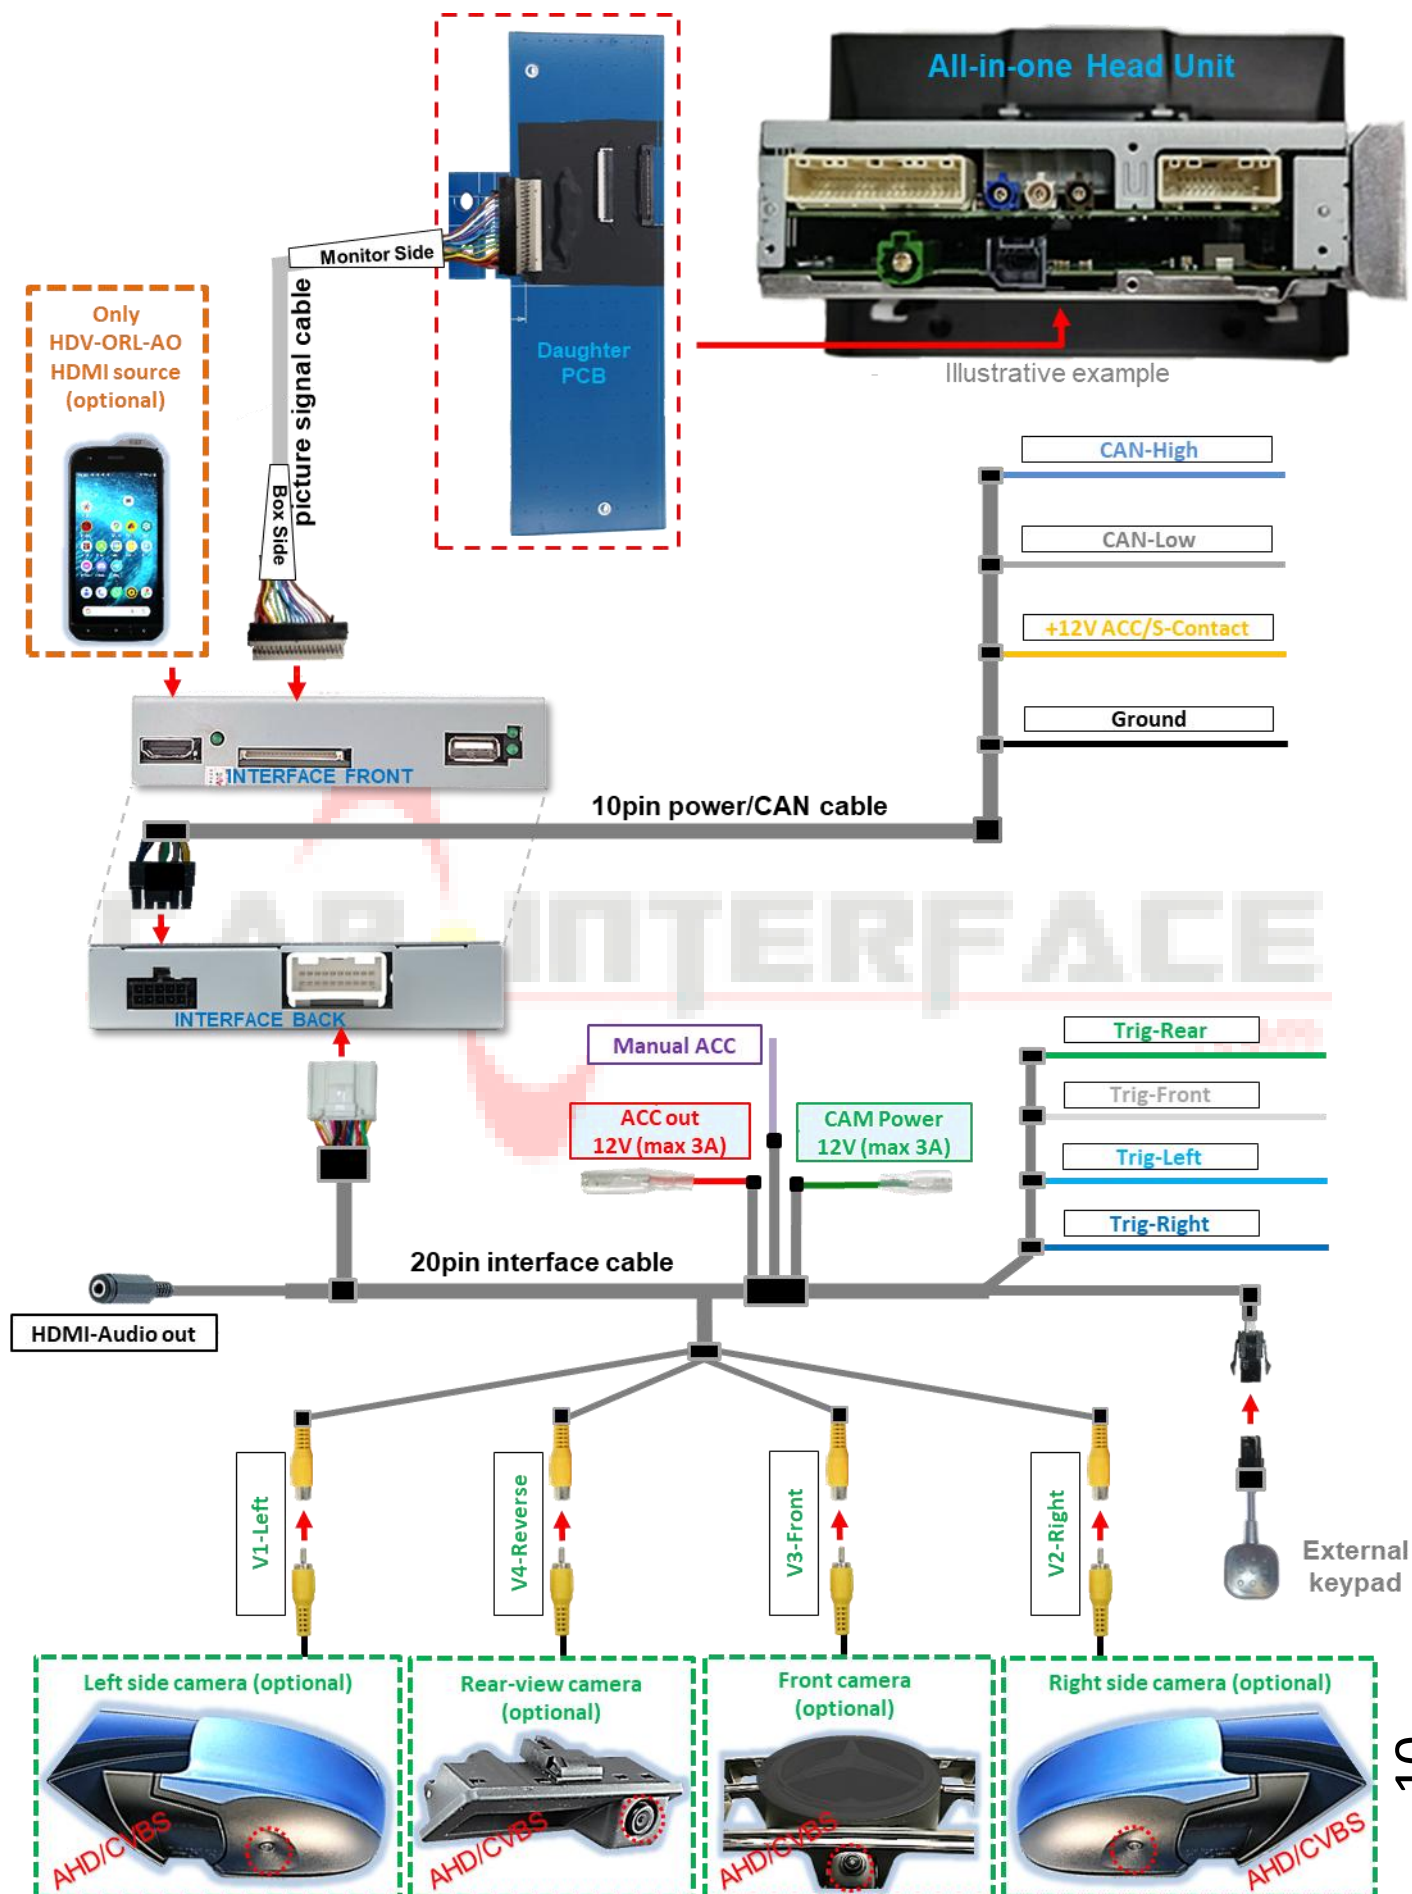 All-in-one Head Unit
Monitor Side
picture signal cable
Box Side
Daughter
PCB
Illustrative example
Only
HDV-ORL-AO
HDMI source
(optional)
CAN-High
CAN-Low
+12V ACC/S-Contact
Ground
INTERFACE FRONT
10pin power/CAN cable
INTERFACE
INTERFACE BACK
Manual ACC
ACC out
12V (max 3A)
CAM Power
12V (max 3A)
Trig-Rear
Trig-Front
Trig-Left
Trig-Right
20pin interface cable
HDMI-Audio out
V1-Left
V4-Reverse
V3-Front
V2-Right
External
keypad
Left side camera (optional)
AHD/CVBS
Rear-view camera
(optional)
AHD/CVBS
Front camera
(optional)
AHD/CVBS
Right side camera (optional)
AHD/CVBS
10